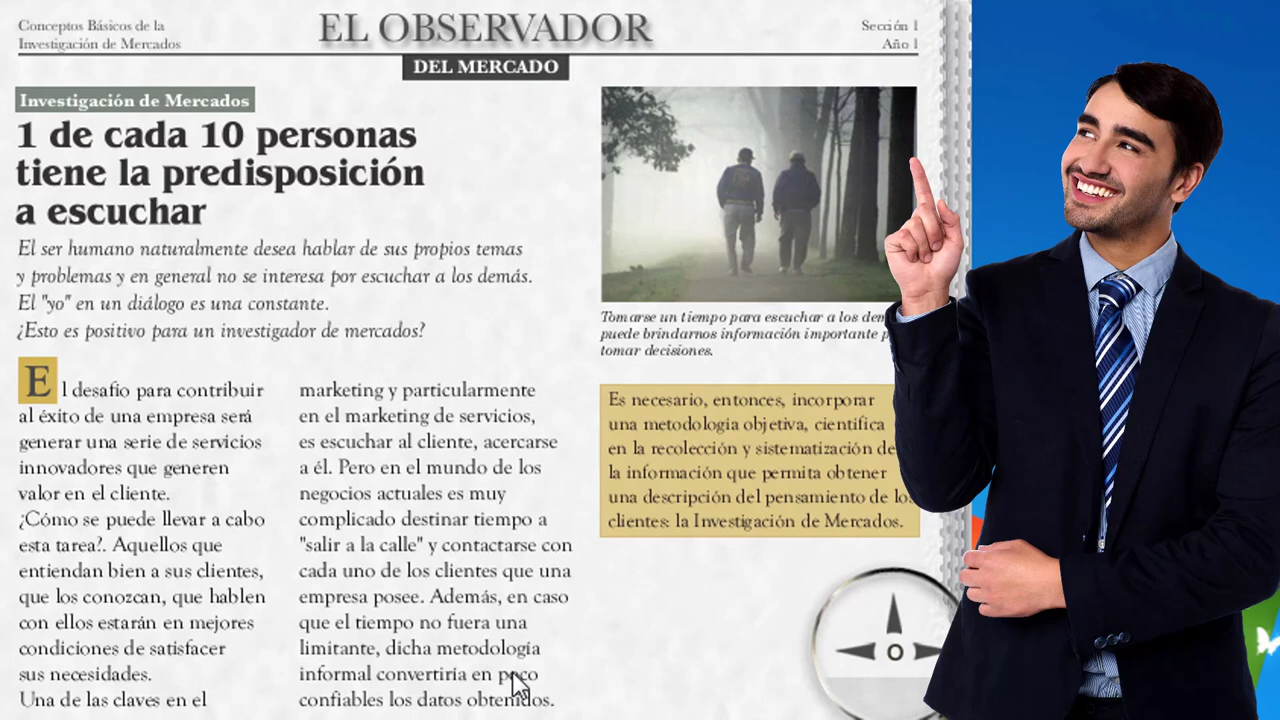 Conceptos Básicos de la
Investigación de Mercados
EL OBSERVADOR
DEL MERCADO
Sección 1
Año 1
Investigación de Mercados
1 de cada 10 personas
tiene la predisposición
a escuchar
El ser humano naturalmente desea hablar de sus propios temas
y problemas y en general no se interesa por escuchar a los demás.
El "yo" en un diálogo es una constante.
¿Esto es positivo para un investigador de mercados?
El desafío para contribuir
al éxito de una empresa será
generar una serie de servicios
innovadores que generen
valor en el cliente.
¿Cómo se puede llevar a cabo
esta tarea?. Aquellos que
entiendan bien a sus clientes,
que los conozcan, que hablen
con ellos estarán en mejores
condiciones de satisfacer
sus necesidades.
Una de las claves en el
marketing y particularmente
en el marketing de servicios,
es escuchar al cliente, acercarse
a él. Pero en el mundo de los
negocios actuales es muy
complicado destinar tiempo a
"salir a la calle" y contactarse con
cada uno de los clientes que una
empresa posee. Además, en caso
que el tiempo no fuera una
limitante, dicha metodología
informal convertiría en poco
confiables los datos obtenidos.
Tomarse un tiempo para escuchar a los
puede brindarnos información importante
tomar decisiones.
Es necesario, entonces, incorporar
una metodología objetiva, científica
en la recolección y sistematización de
la información que permita obtener
una descripción del pensamiento de los
clientes: la Investigación de Mercados.
O